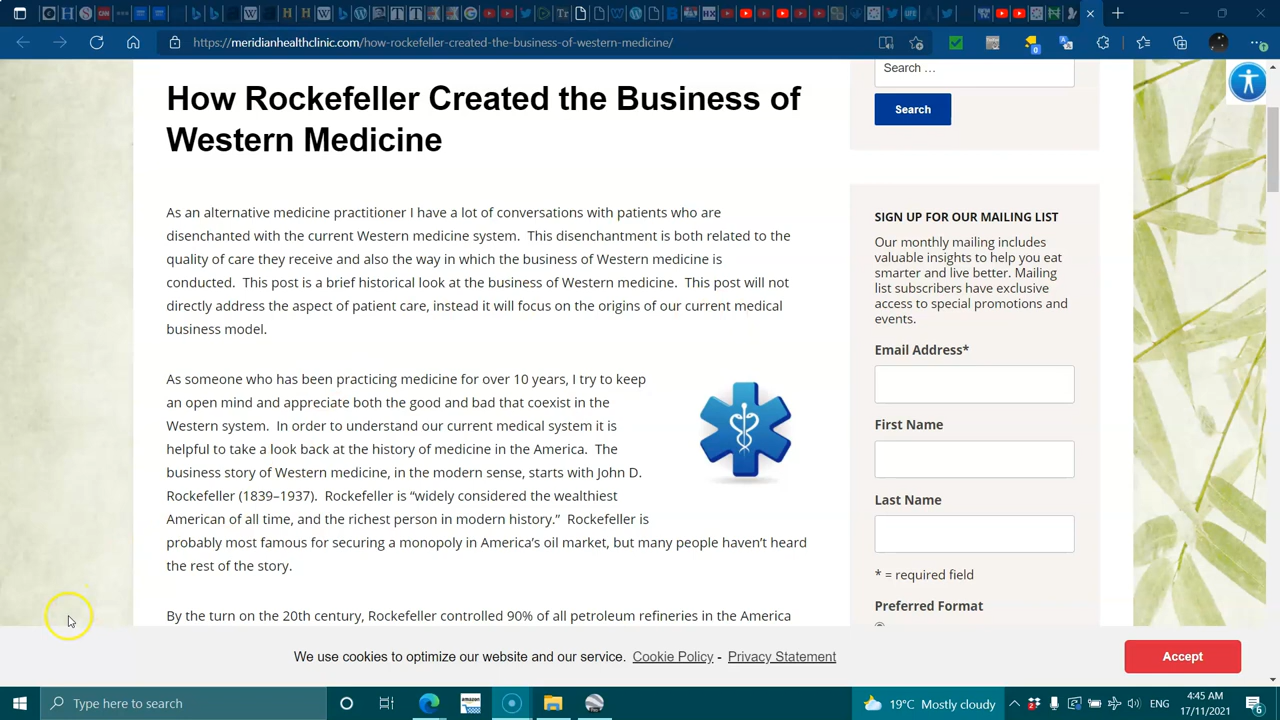 https://meridianhealthclinic.com/how-rockefeller-created-the-business-of-western-medicine/
How Rockefeller Created the Business of
Western Medicine
As an alternative medicine practitioner I have a lot of conversations with patients who are
disenchanted with the current Western medicine system.  This disenchantment is both related to the
quality of care they receive and also the way in which the business of Western medicine is
conducted.  This post is a brief historical look at the business of Western medicine.  This post will not
directly address the aspect of patient care, instead it will focus on the origins of our current medical
business model.
As someone who has been practicing medicine for over 10 years, I try to keep
an open mind and appreciate both the good and bad that coexist in the
Western system.  In order to understand our current medical system it is
helpful to take a look back at the history of medicine in the America.  The
business story of Western medicine, in the modern sense, starts with John D.
Rockefeller (1839–1937).  Rockefeller is “widely considered the wealthiest
American of all time, and the richest person in modern history.”  Rockefeller is
probably most famous for securing a monopoly in America’s oil market, but many people haven’t heard
the rest of the story.
By the turn on the 20th century, Rockefeller controlled 90% of all petroleum refineries in the America
Search …
Search
SIGN UP FOR OUR MAILING LIST
Our monthly mailing includes
valuable insights to help you eat
smarter and live better. Mailing
list subscribers have exclusive
access to special promotions and
events.
Email Address*
First Name
Last Name
* = required field
Preferred Format
We use cookies to optimize our website and our service. Cookie Policy - Privacy Statement
Accept
Type here to search
19°C Mostly cloudy
ENG
4:45 AM
17/11/2021
6